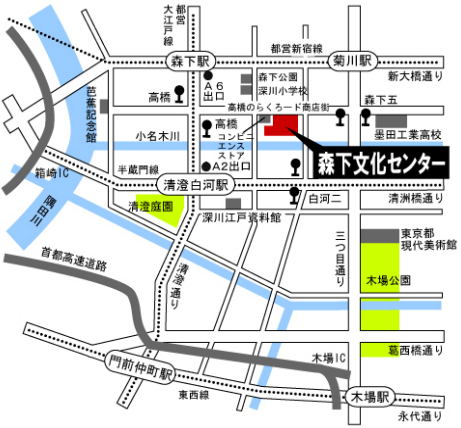 都営
大江戸線
都営新宿線
森下駅
菊川駅
新大橋通り
A6
出口
森下公園
深川小学校
高橋
森下五
芭蕉記念館
高橋のらくろード商店街
高橋
小名木川
コンビニ
エンス
ストア
墨田工業高校
A2出口
森下文化センター
半蔵門線
箱崎IC
清澄白河駅
白河二
清洲橋通り
清澄庭園
深川江戸資料館
隅田川
東京都
現代美術館
三つ目通り
首都高速道路
清澄通り
木場公園
木場IC
葛西橋通り
門前仲町駅
東西線
木場駅
永代通り